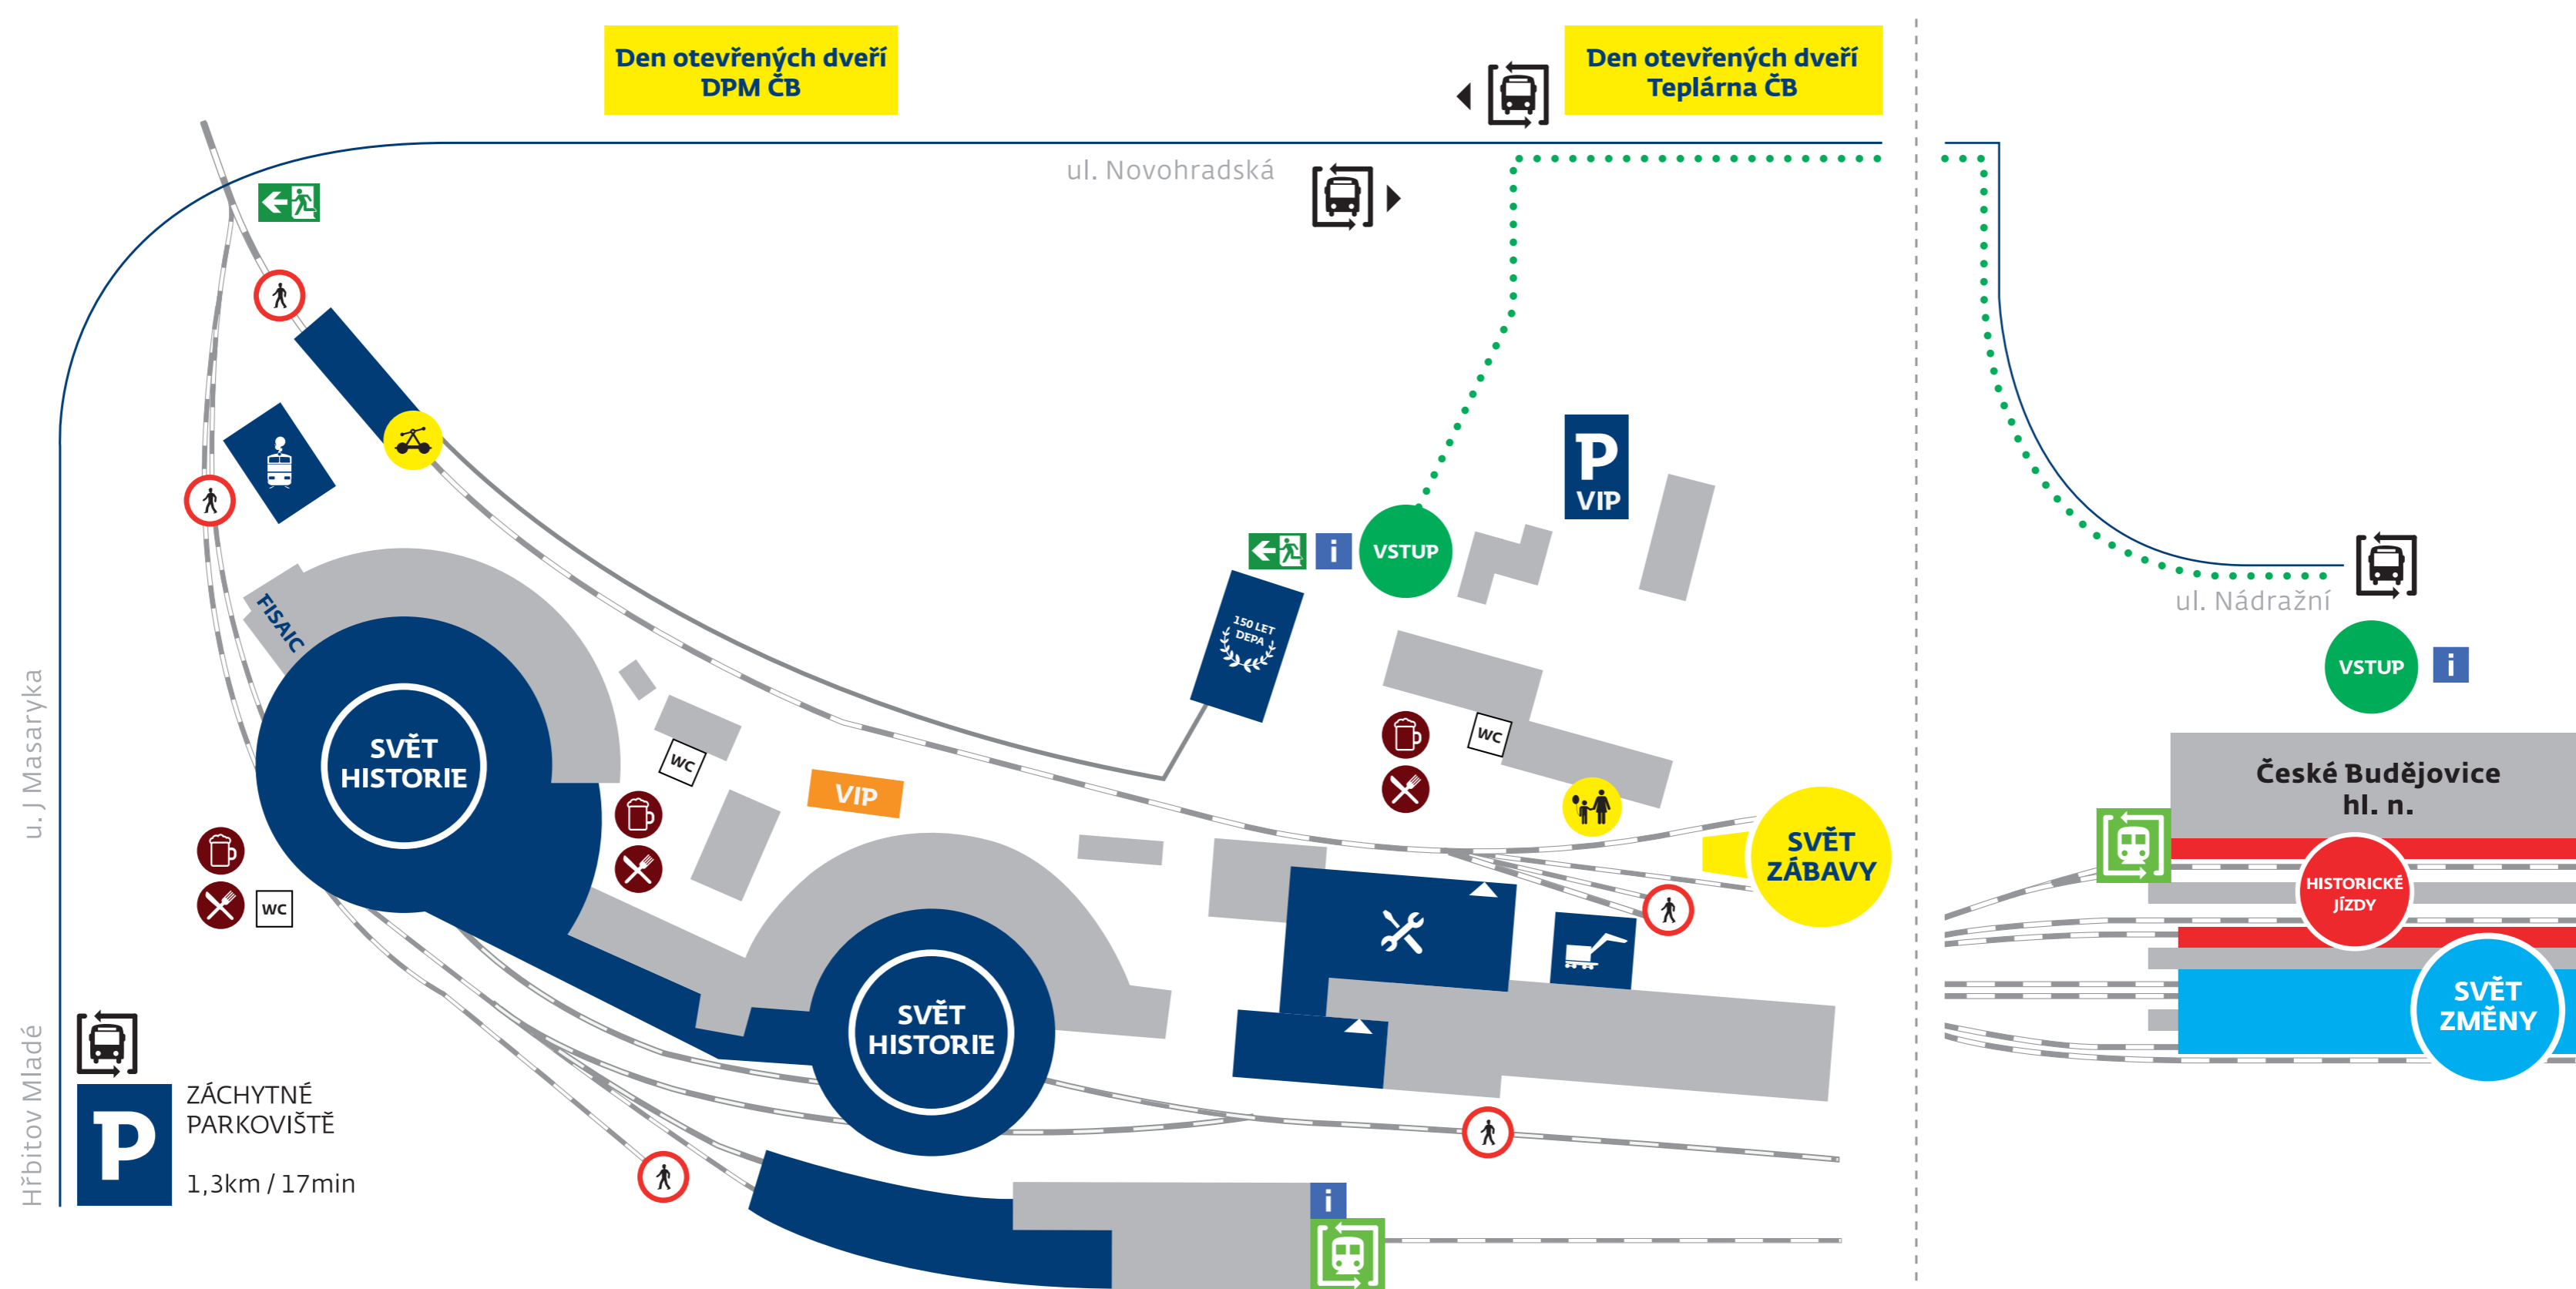 Den otevřených dveří
DPM ČB
Den otevřených dveří
Teplárna ČB
ul. Novohradská
P
VIP
VSTUP
i
150 LET
DEPA
ul. Nádražní
VSTUP
i
FISAIC
u. J Masaryka
SVĚT
HISTORIE
WC
VIP
WC
SVĚT
ZÁBAVY
České Budějovice
hl. n.
HISTORICKÉ
JÍZDY
WC
SVĚT
HISTORIE
SVĚT
ZMĚNY
Hřbitov Mladé
P
ZÁCHYTNÉ
PARKOVIŠTĚ
1,3km / 17min
i